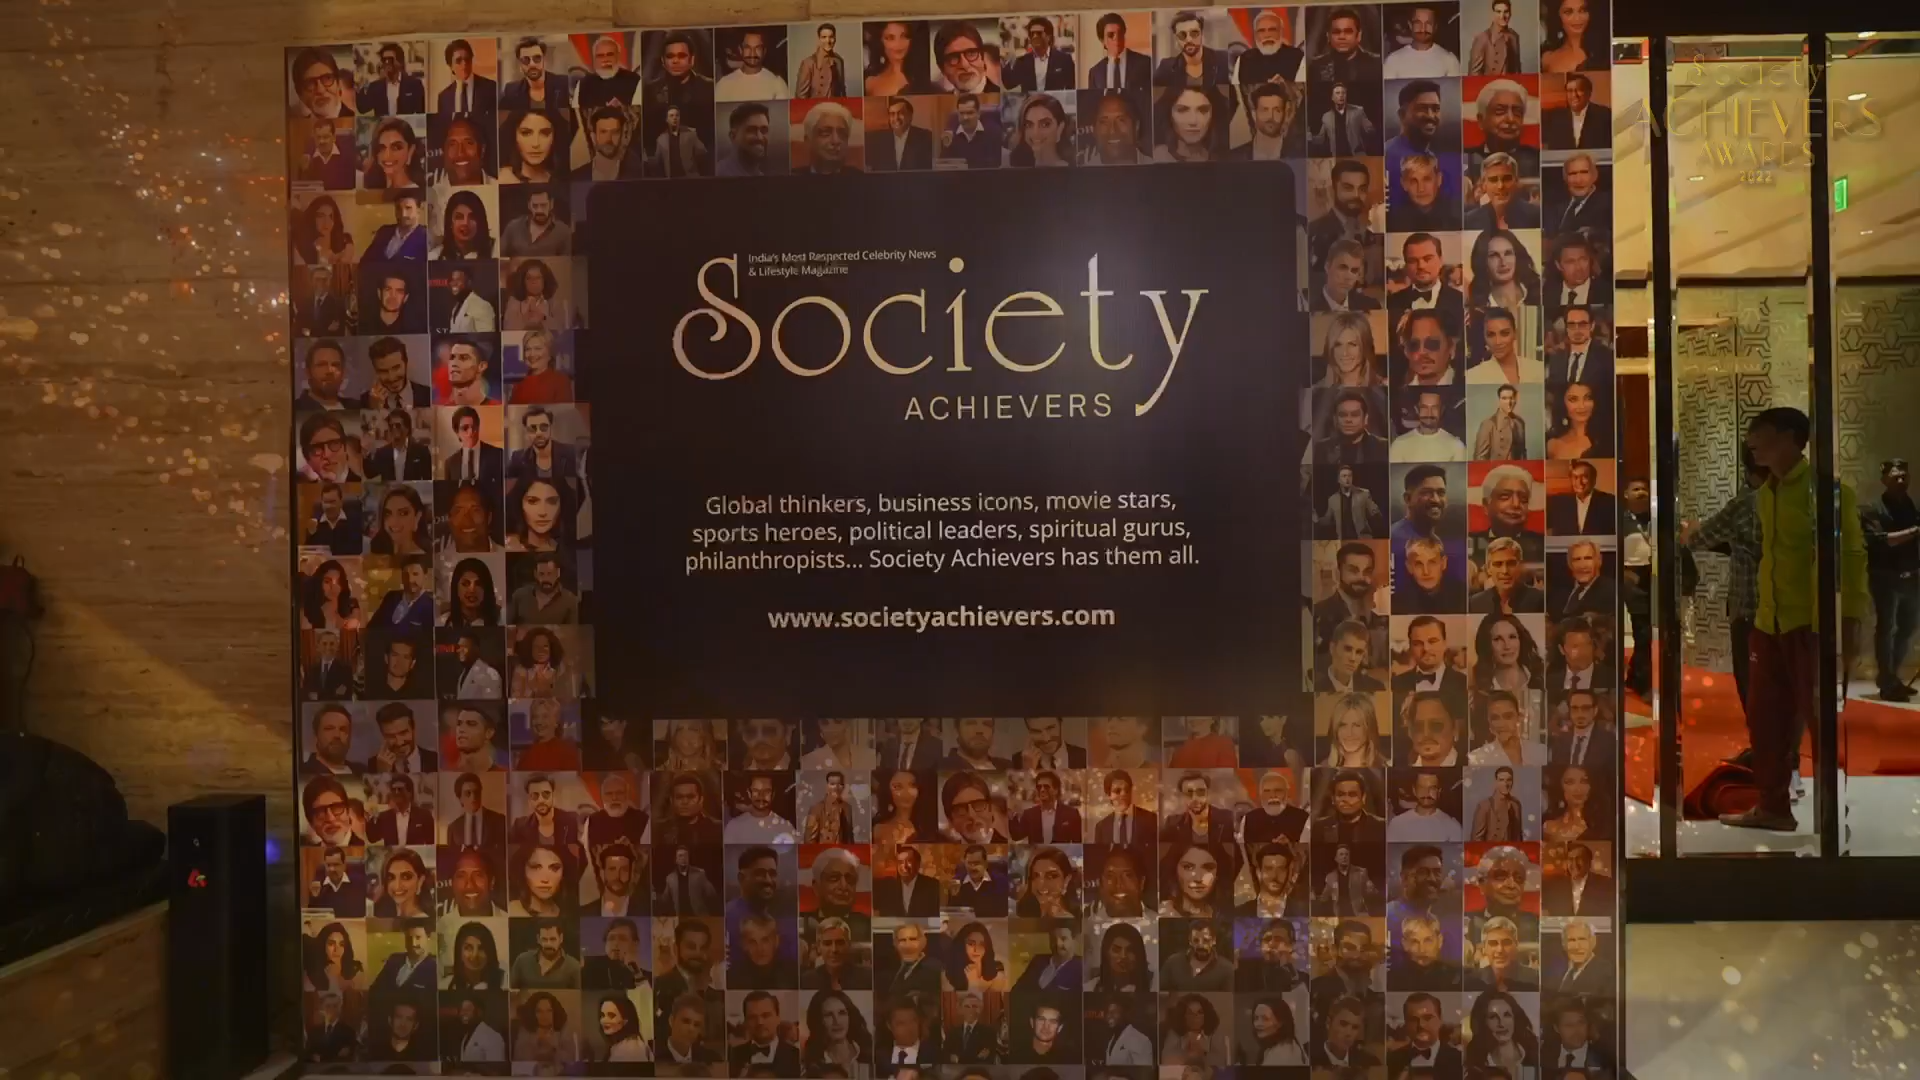 India's Most Respected Celebrity News
& Lifestyle Magazine
Society
ACHIEVERS
Global thinkers, business icons, movie stars,
sports heroes, political leaders, spiritual gurus,
philanthropists... Society Achievers has them all.
www.societyachievers.com
Society
ACHIEVERS
AWARDS
2022